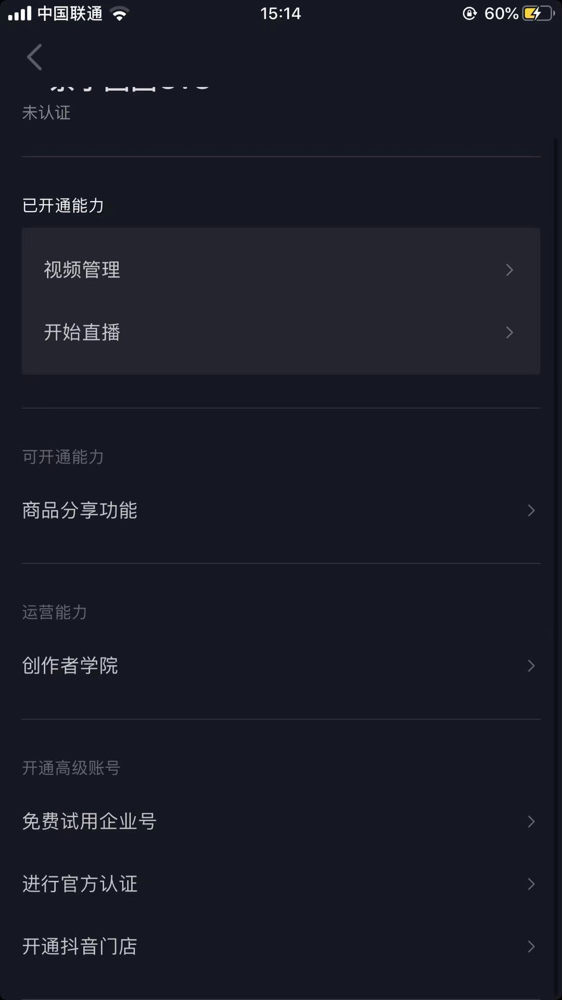 中国联通
15:14
60%
未认证
已开通能力
视频管理
开始直播
可开通能力
商品分享功能
运营能力
创作者学院
开通高级账号
免费试用企业号
进行官方认证
开通抖音门店